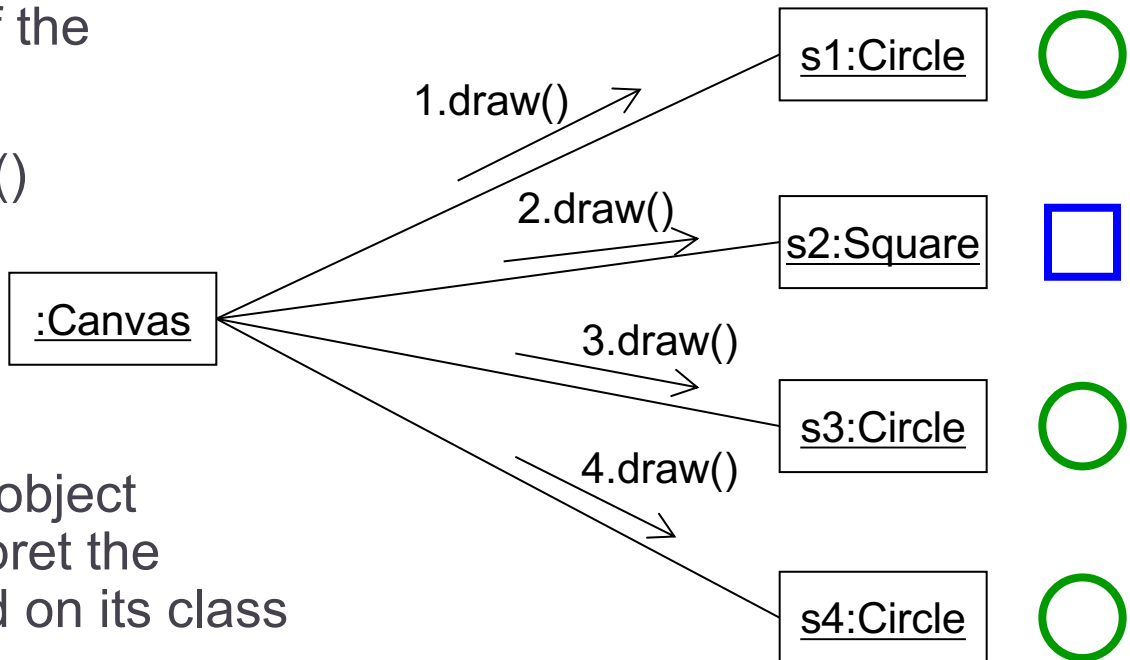 the
()
object
the
on its class
:Canvas
1.draw()
2.draw()
3.draw()
4.draw()
s1:Circle
s2:Square
s3:Circle
s4:Circle